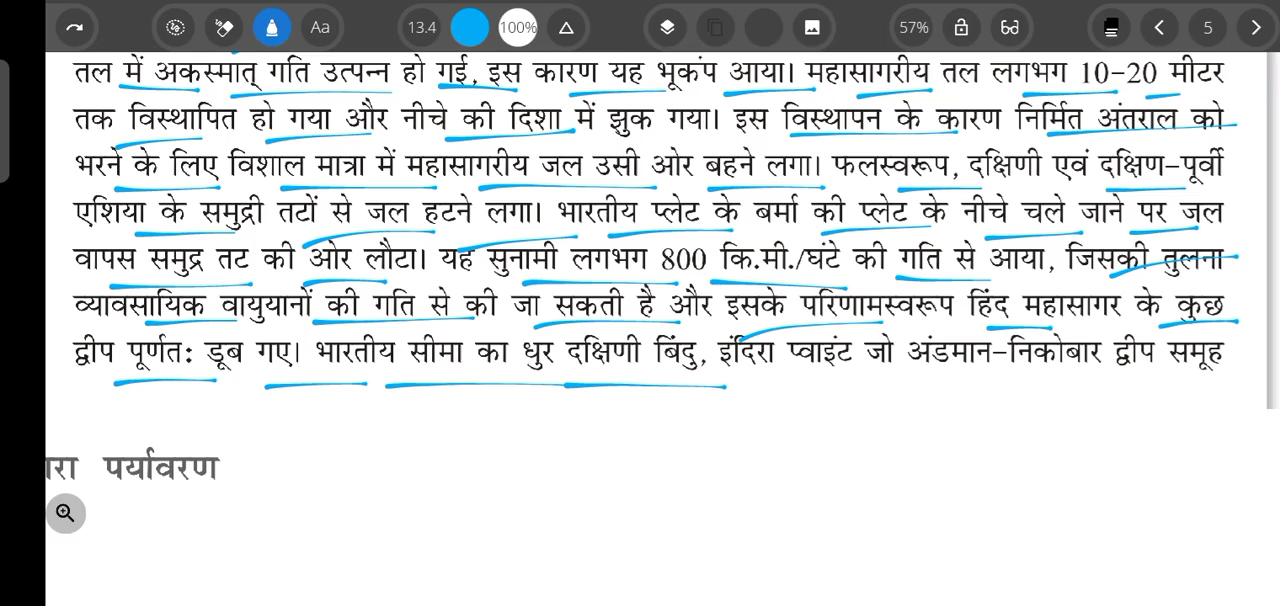 Aa 13.4 100% 57% 5
तल में अकस्मात् गति उत्पन्न हो गई, इस कारण यह भूकंप आया। महासागरीय तल लगभग 10-20 मीटर
तक विस्थापित हो गया और नीचे की दिशा में झुक गया। इस विस्थापन के कारण निर्मित अंतराल को
भरने के लिए विशाल मात्रा में महासागरीय जल उसी ओर बहने लगा। फलस्वरूप, दक्षिणी एवं दक्षिण-पूर्वी
एशिया के समुद्री तटों से जल हटने लगा। भारतीय प्लेट के बर्मा की प्लेट के नीचे चले जाने पर जल
वापस समुद्र तट की ओर लौटा। यह सुनामी लगभग 800 कि.मी./घंटे की गति से आया, जिसकी तुलना
व्यावसायिक वायुयानों की गति से की जा सकती है और इसके परिणामस्वरूप हिंद महासागर के कुछ
द्वीप पूर्णत: डूब गए। भारतीय सीमा का धुर दक्षिणी बिंदु, इंदिरा प्वाइंट जो अंडमान-निकोबार द्वीप समूह
पर्यावरण